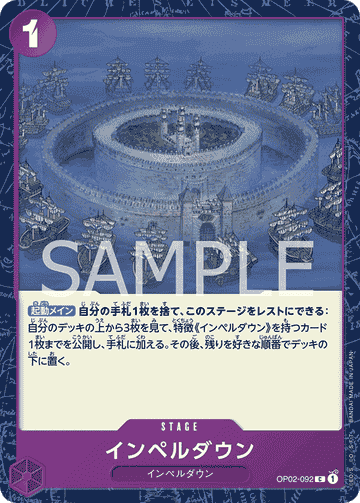 1
SAMPLE
起動メイン 自分の手札1枚を捨て、このステージをレストにできる:
自分のデッキの上から3枚を見て、特徴《インペルダウン》を持つカード
1枚までを公開し、手札に加える。その後、残りを好きな順番でデッキの
下に置く。
STAGE
インペルダウン
インペルダウン
OP02-092 C 1